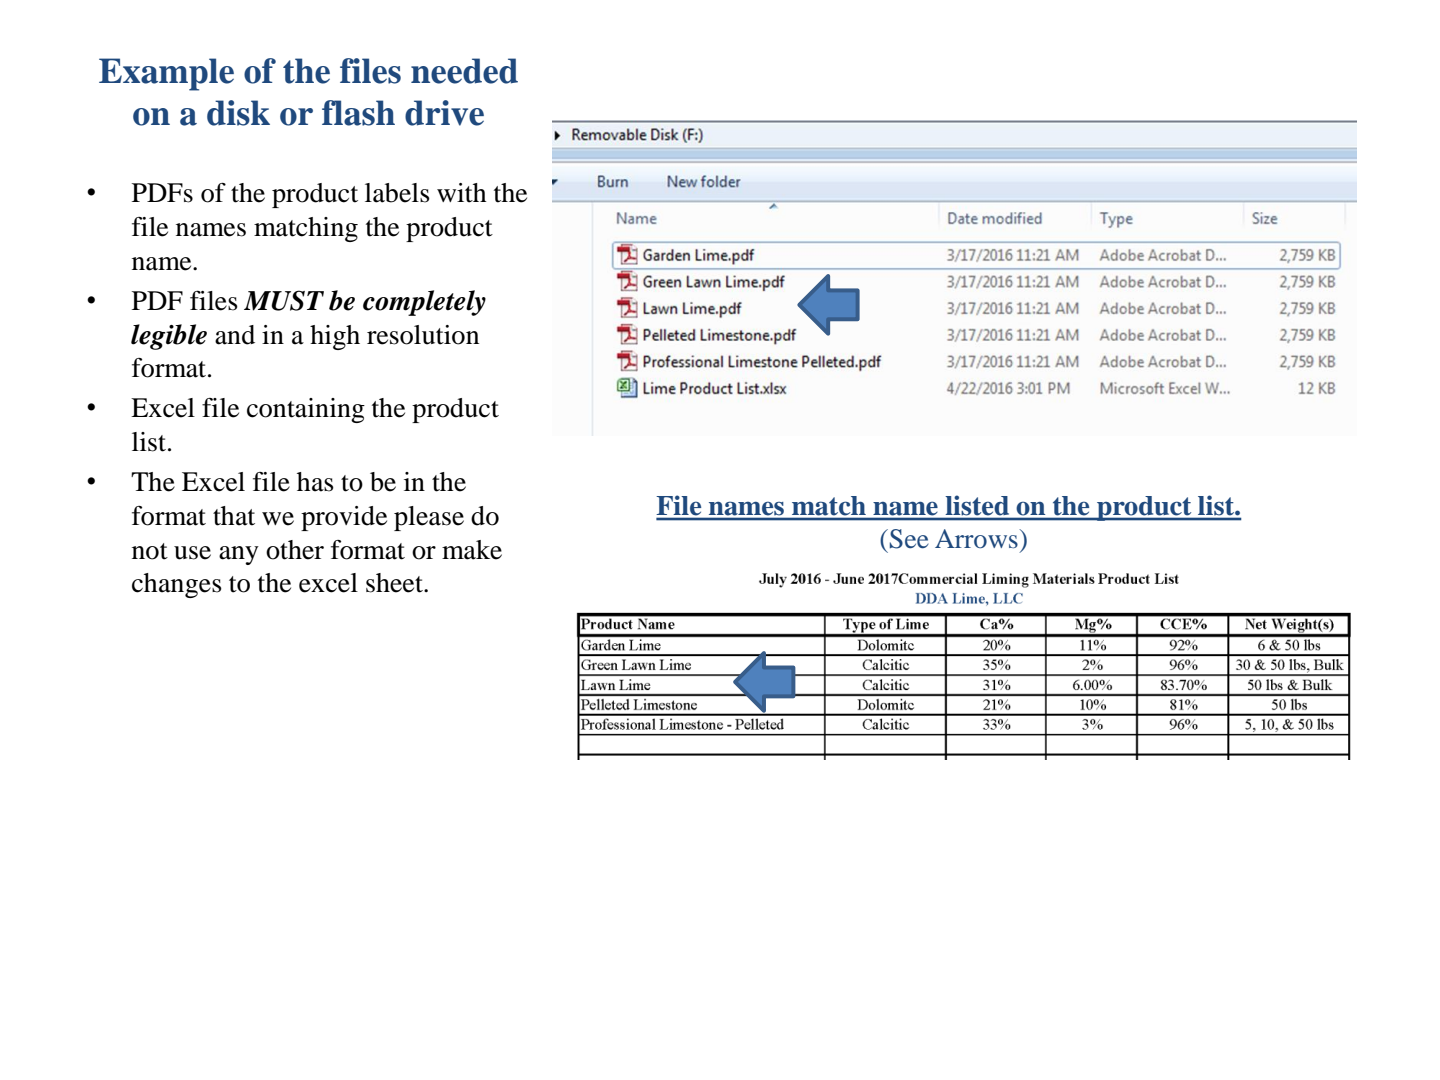 Example of the files needed
on a disk or flash drive
• PDFs of the product labels with the
file names matching the product
name.
• PDF files MUST be completely
legible and in a high resolution
format.
• Excel file containing the product
list.
• The Excel file has to be in the
format that we provide please do
not use any other format or make
changes to the excel sheet.
Removable Disk (F:)
Burn New folder
Name Date modified Type Size
Garden Lime.pdf 3/17/2016 11:21 AM Adobe Acrobat D... 2,759 KB
Green Lawn Lime.pdf 3/17/2016 11:21 AM Adobe Acrobat D... 2,759 KB
Lawn Lime.pdf 3/17/2016 11:21 AM Adobe Acrobat D... 2,759 KB
Pelleted Limestone.pdf 3/17/2016 11:21 AM Adobe Acrobat D... 2,759 KB
Professional Limestone Pelleted.pdf 3/17/2016 11:21 AM Adobe Acrobat D... 2,759 KB
Lime Product List.xlsx 4/22/2016 3:01 PM Microsoft Excel W... 12 KB
File names match name listed on the product list.
(See Arrows)
July 2016 - June 2017Commercial Liming Materials Product List
DDA Lime, LLC
Product Name Type of Lime Ca% Mg% CCE% Net Weight(s)
Garden Lime Dolomite 20% 11% 92% 6 & 50 lbs
Green Lawn Lime Calcitic 35% 2% 96% 30 & 50 lbs, Bulk
Lawn Lime Calcitic 31% 6.00% 83.70% 50 lbs & Bulk
Pelleted Limestone Dolomite 21% 10% 81% 50 lbs
Professional Limestone - Pelleted Calcitic 33% 3% 96% 5, 10, & 50 lbs